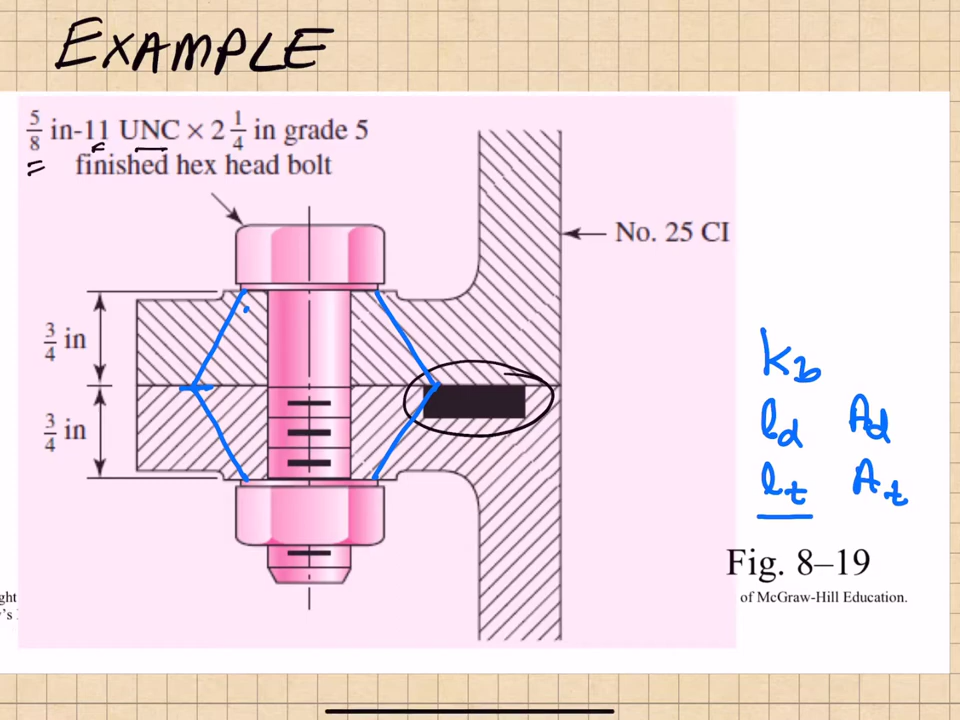 EXAMPLE
5/8 in-11 UNC × 2 1/4 in grade 5
finished hex head bolt
No. 25 CI
3/4 in
3/4 in
kb
ld Ad
lt At
Fig. 8–19
of McGraw-Hill Education.
ght
y's